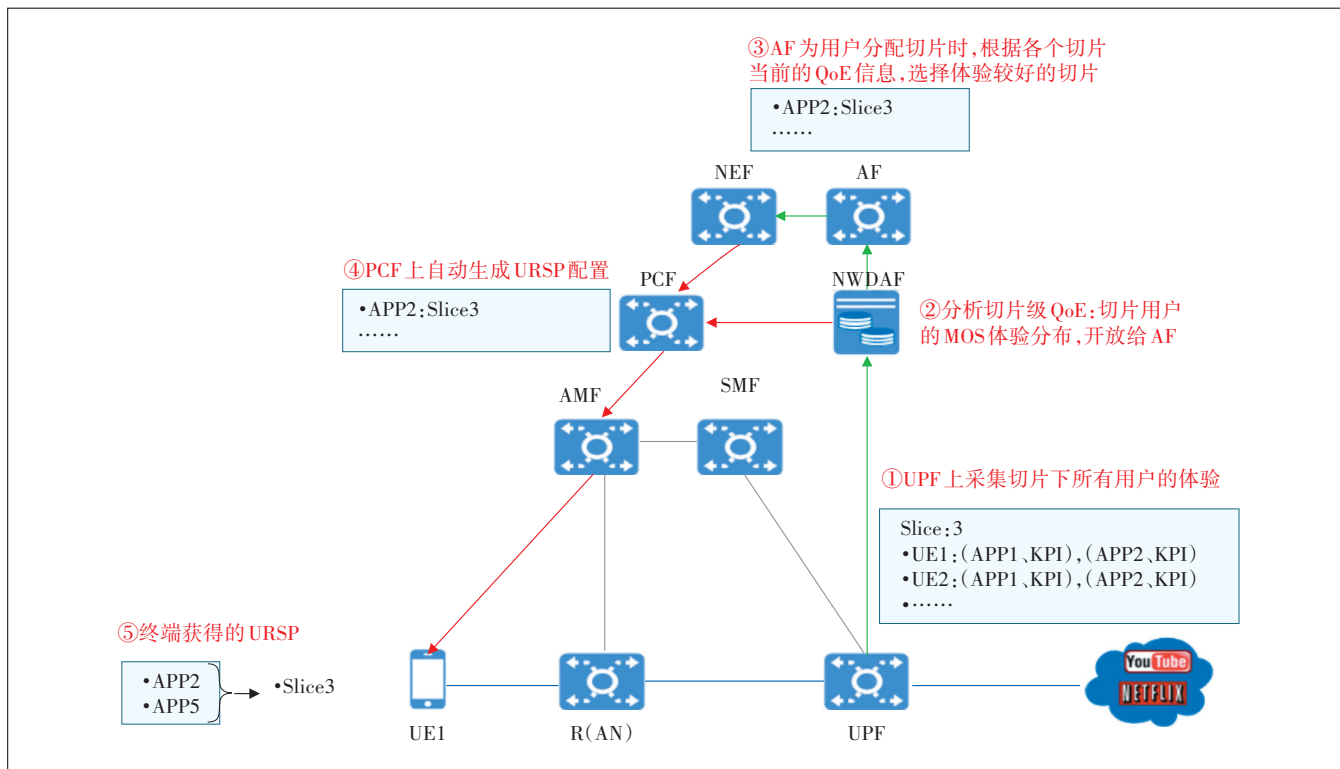 ③AF为用户分配切片时,根据各个切片
当前的QoE信息,选择体验较好的切片
•APP2:Slice3
……
NEF
AF
④PCF上自动生成URSP配置
•APP2:Slice3
……
PCF
NWDAF
②分析切片级QoE:切片用户
的MOS体验分布,开放给AF
AMF
SMF
①UPF上采集切片下所有用户的体验
Slice:3
•UE1:(APP1、KPI),(APP2、KPI)
•UE2:(APP1、KPI),(APP2、KPI)
•……
⑤终端获得的URSP
•APP2
•APP5
•Slice3
UE1
R(AN)
UPF
YouTube
NETFLIX